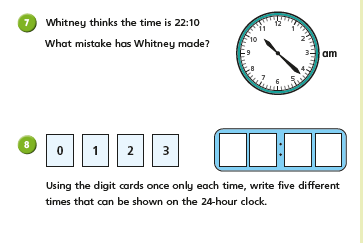 7 Whitney thinks the time is 22:10
What mistake has Whitney made?
12
11 1
10 2
9 3 am
8 4
7 5
6
8 0 1 2 3 :
Using the digit cards once only each time, write five different
times that can be shown on the 24-hour clock.